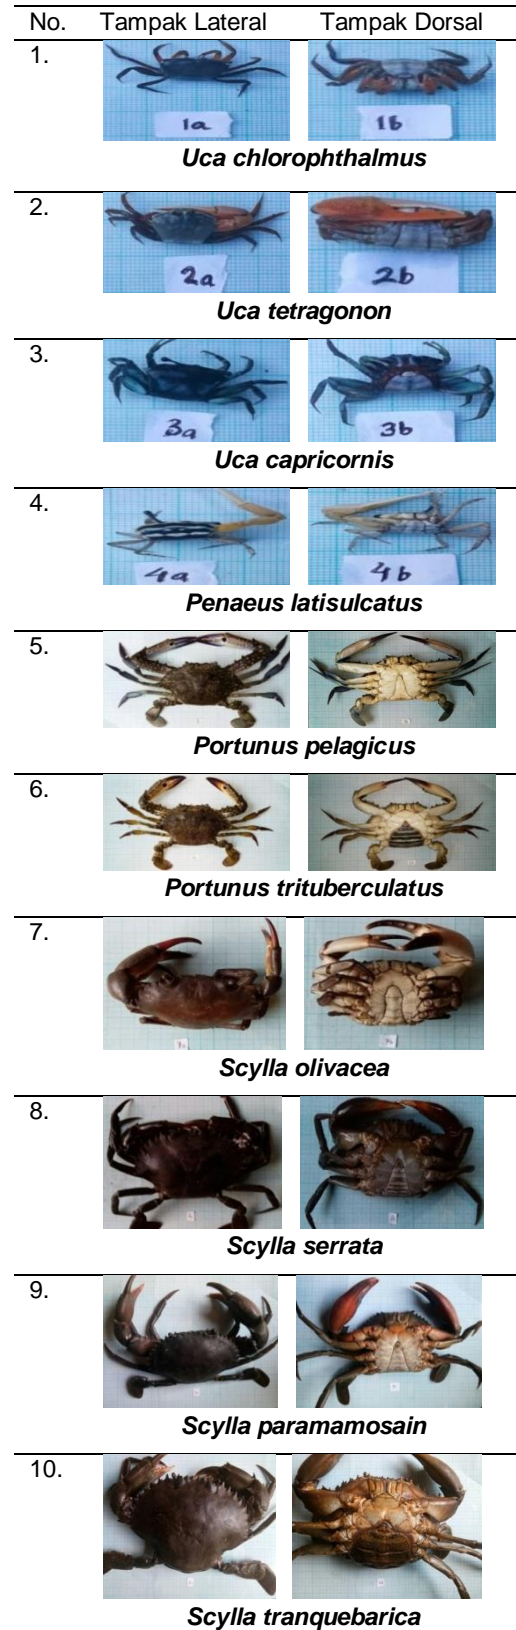 No. Tampak Lateral Tampak Dorsal
1.
1a 1b
Uca chlorophthalmus
2.
2a 2b
Uca tetragonon
3.
3a 3b
Uca capricornis
4.
4a 4b
Penaeus latisulcatus
5.
Portunus pelagicus
6.
Portunus trituberculatus
7.
Scylla olivacea
8.
Scylla serrata
9.
Scylla paramamosain
10.
Scylla tranquebarica